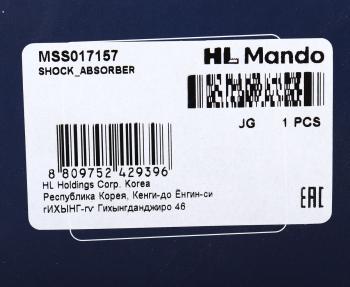 MSS017157
SHOCK_ABSORBER
HL Mando
JG 1 PCS
8 809752 429396
HL Holdings Corp. Korea
Республика Корея, Кенги-до Ёнгин-си
гИХЫНГ-гу Гихынгданджиро 46
EAC